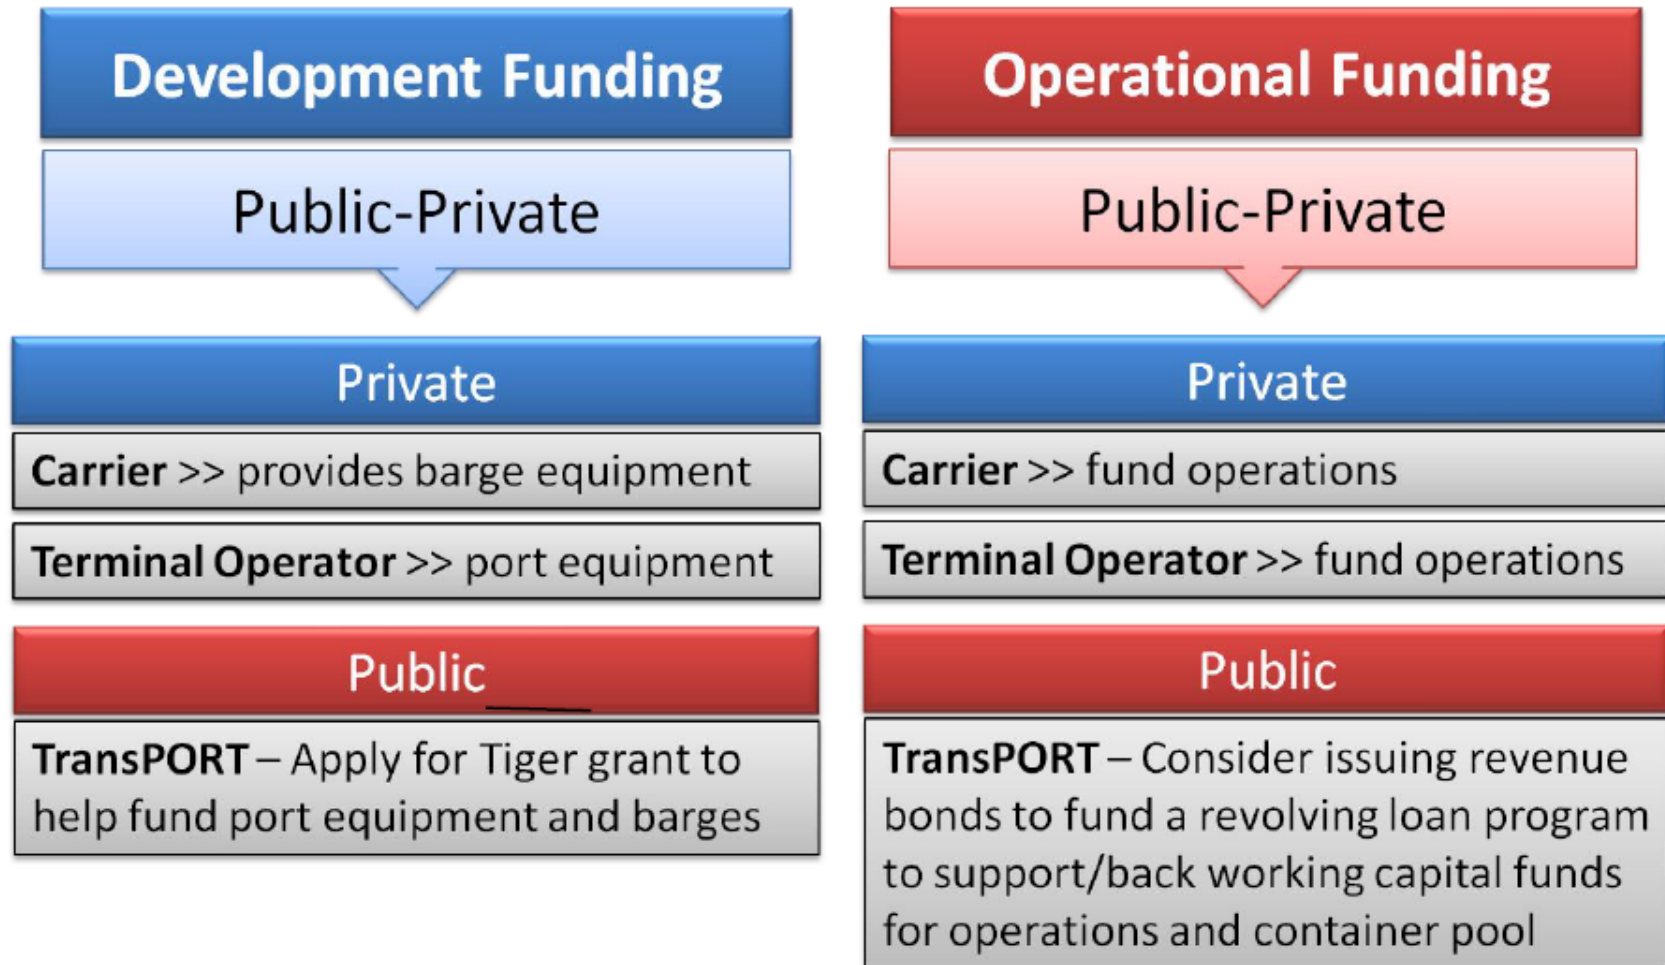 Development Funding
Public-Private
Private
Carrier >> provides barge equipment
Terminal Operator >> port equipment
Public
TransPORT – Apply for Tiger grant to
help fund port equipment and barges
Operational Funding
Public-Private
Private
Carrier >> fund operations
Terminal Operator >> fund operations
Public
TransPORT – Consider issuing revenue
bonds to fund a revolving loan program
to support/back working capital funds
for operations and container pool